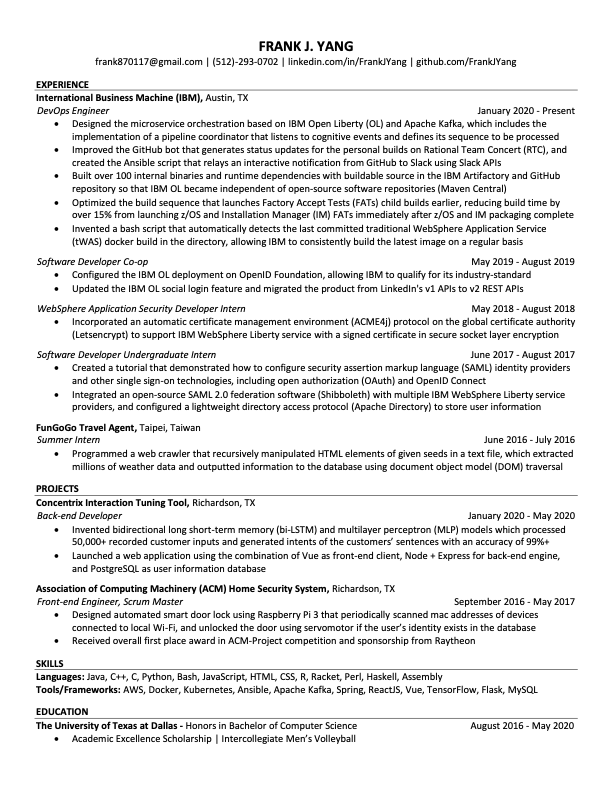 FRANK J. YANG
frank870117@gmail.com | (512)-293-0702 | linkedin.com/in/FrankJYang | github.com/FrankJYang
EXPERIENCE
International Business Machine (IBM), Austin, TX
DevOps Engineer January 2020 - Present
• Designed the microservice orchestration based on IBM Open Liberty (OL) and Apache Kafka, which includes the
implementation of a pipeline coordinator that listens to cognitive events and defines its sequence to be processed
• Improved the GitHub bot that generates status updates for the personal builds on Rational Team Concert (RTC), and
created the Ansible script that relays an interactive notification from GitHub to Slack using Slack APIs
• Built over 100 internal binaries and runtime dependencies with buildable source in the IBM Artifactory and GitHub
repository so that IBM OL became independent of open-source software repositories (Maven Central)
• Optimized the build sequence that launches Factory Accept Tests (FATs) child builds earlier, reducing build time by
over 15% from launching z/OS and Installation Manager (IM) FATs immediately after z/OS and IM packaging complete
• Invented a bash script that automatically detects the last committed traditional WebSphere Application Service
(tWAS) docker build in the directory, allowing IBM to consistently build the latest image on a regular basis
Software Developer Co-op May 2019 - August 2019
• Configured the IBM OL deployment on OpenID Foundation, allowing IBM to qualify for its industry-standard
• Updated the IBM OL social login feature and migrated the product from LinkedIn's v1 APIs to v2 REST APIs
WebSphere Application Security Developer Intern May 2018 - August 2018
• Incorporated an automatic certificate management environment (ACME4j) protocol on the global certificate authority
(Letsencrypt) to support IBM WebSphere Liberty service with a signed certificate in secure socket layer encryption
Software Developer Undergraduate Intern June 2017 - August 2017
• Created a tutorial that demonstrated how to configure security assertion markup language (SAML) identity providers
and other single sign-on technologies, including open authorization (OAuth) and OpenID Connect
• Integrated an open-source SAML 2.0 federation software (Shibboleth) with multiple IBM WebSphere Liberty service
providers, and configured a lightweight directory access protocol (Apache Directory) to store user information
FunGoGo Travel Agent, Taipei, Taiwan
Summer Intern June 2016 - July 2016
• Programmed a web crawler that recursively manipulated HTML elements of given seeds in a text file, which extracted
millions of weather data and outputted information to the database using document object model (DOM) traversal
PROJECTS
Concentrix Interaction Tuning Tool, Richardson, TX
Back-end Developer January 2020 - May 2020
• Invented bidirectional long short-term memory (bi-LSTM) and multilayer perceptron (MLP) models which processed
50,000+ recorded customer inputs and generated intents of the customers’ sentences with an accuracy of 99%+
• Launched a web application using the combination of Vue as front-end client, Node + Express for back-end engine,
and PostgreSQL as user information database
Association of Computing Machinery (ACM) Home Security System, Richardson, TX
Front-end Engineer, Scrum Master September 2016 - May 2017
• Designed automated smart door lock using Raspberry Pi 3 that periodically scanned mac addresses of devices
connected to local Wi-Fi, and unlocked the door using servomotor if the user’s identity exists in the database
• Received overall first place award in ACM-Project competition and sponsorship from Raytheon
SKILLS
Languages: Java, C++, C, Python, Bash, JavaScript, HTML, CSS, R, Racket, Perl, Haskell, Assembly
Tools/Frameworks: AWS, Docker, Kubernetes, Ansible, Apache Kafka, Spring, ReactJS, Vue, TensorFlow, Flask, MySQL
EDUCATION
The University of Texas at Dallas - Honors in Bachelor of Computer Science August 2016 - May 2020
• Academic Excellence Scholarship | Intercollegiate Men’s Volleyball